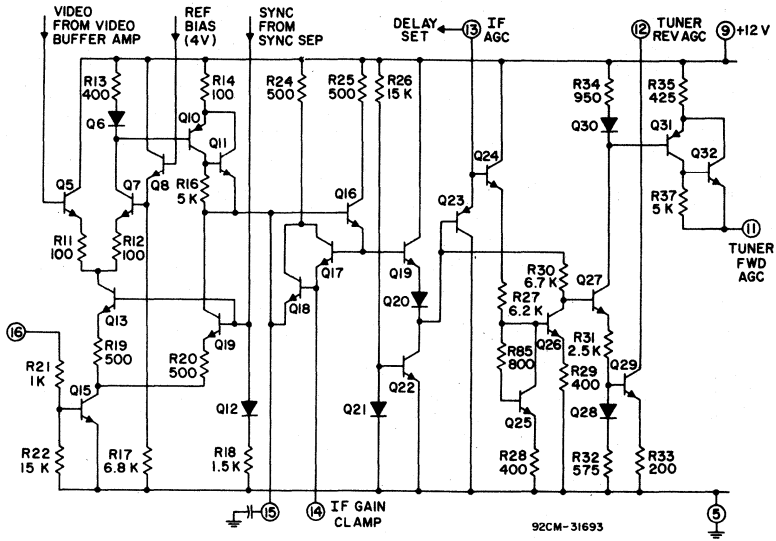 VIDEO
FROM VIDEO
BUFFER AMP
REF
BIAS
(4V)
SYNC
FROM
SYNC SEP
DELAY
SET
13
IF
AGC
12
TUNER
REV AGC
9
+12 V
R13
400
R14
100
R24
500
R25
500
R26
15 K
R34
950
R35
425
Q6
Q10
Q11
Q30
Q31
Q32
Q5
Q7
Q8
R16
5 K
Q16
Q24
Q23
R37
5 K
11
TUNER
FWD
AGC
R11
100
R12
100
Q17
Q19
Q18
Q20
R30
6.7 K
Q27
R27
6.2 K
Q13
Q19
Q26
16
R19
500
R20
500
R21
1K
Q15
Q22
R85
800
R31
2.5 K
R29
400
Q29
Q12
Q21
Q25
Q28
R22
15 K
R17
6.8 K
R18
1.5 K
R28
400
R32
575
R33
200
15
14
IF GAIN
CLAMP
5
92CM-31693